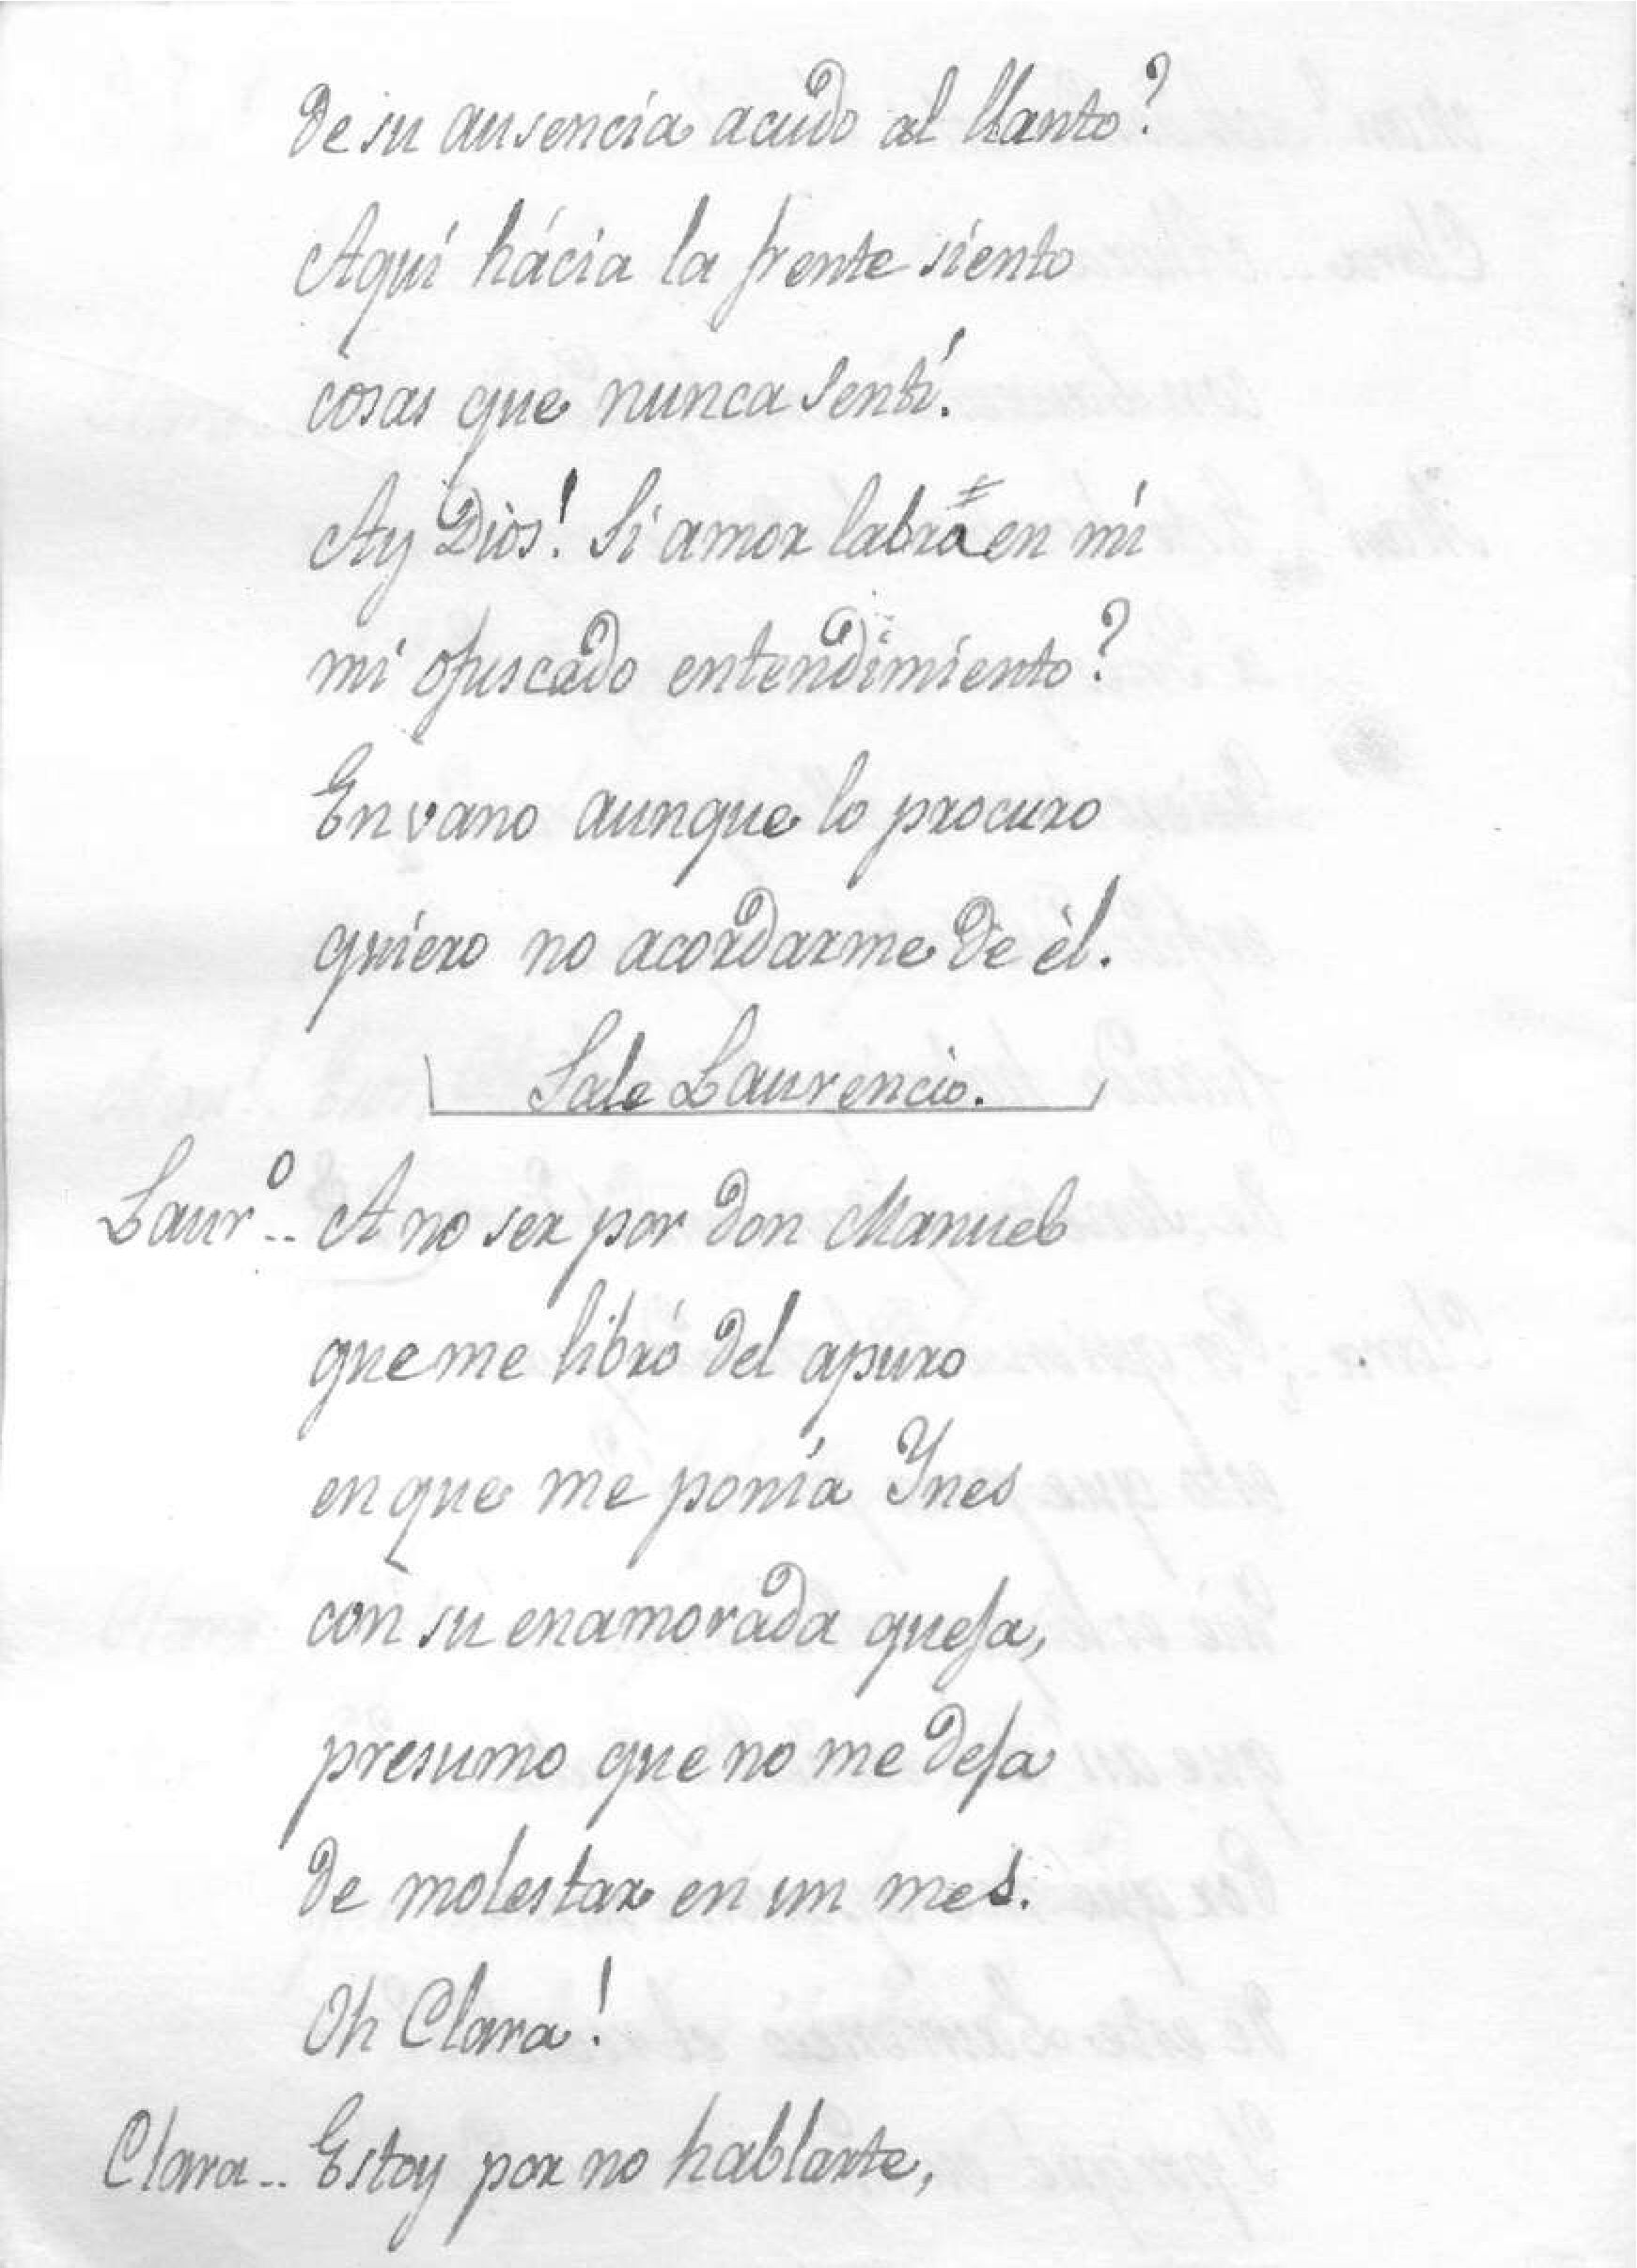 de su ausencia acudo al llanto?
Aquí hácia la frente siento
cosas que nunca sentí.
Ay Dios! Si amor labra en mí
mi ofuscado entendimiento?
En vano aunque lo procuro
quiero no acordarme de èl.
Sale Laurencio.
Laurº.. A no ser por don Manuel
que me libró del apuro
en que me ponía Ynes
con su enamorada queja,
presumo que no me deja
de molestar en un mes.
Oh Clara!
Clara.. Estoy por no hablarte,